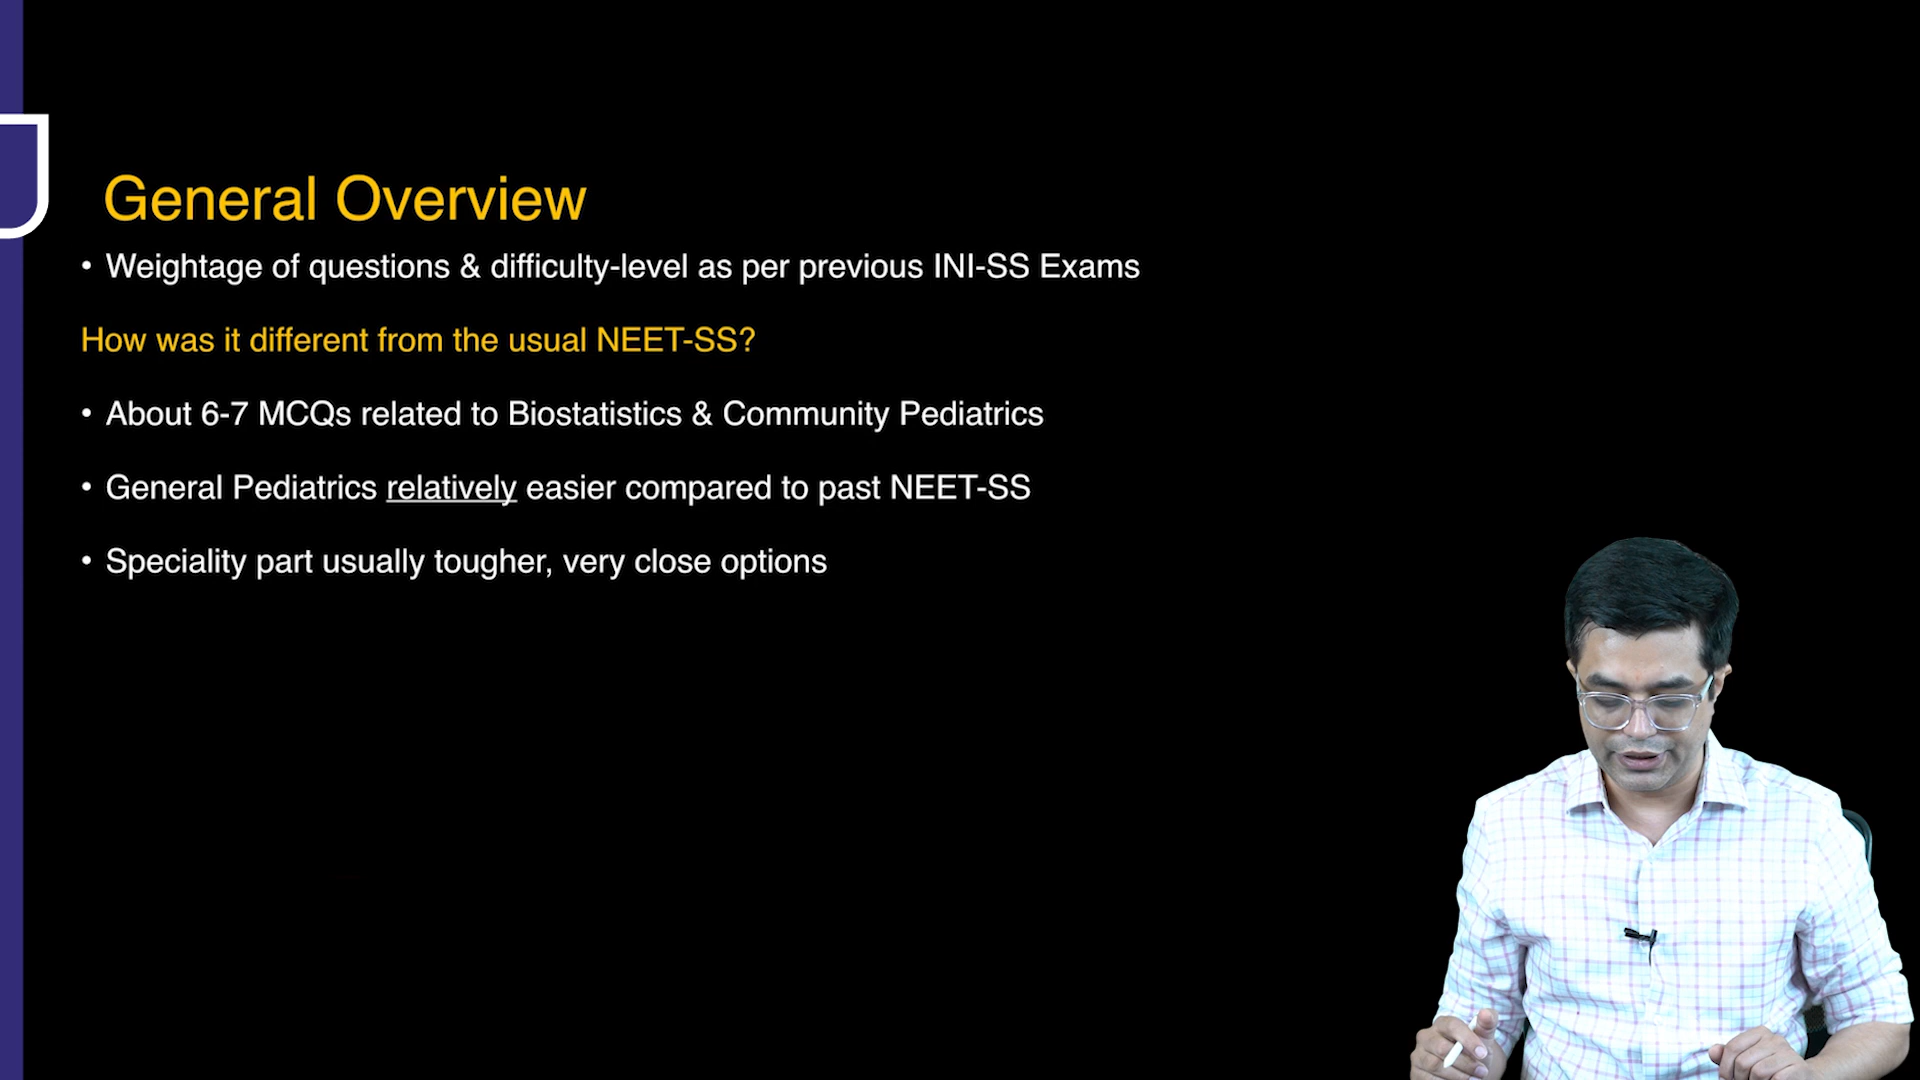 General Overview
• Weightage of questions & difficulty-level as per previous INI-SS Exams
How was it different from the usual NEET-SS?
• About 6-7 MCQs related to Biostatistics & Community Pediatrics
• General Pediatrics relatively easier compared to past NEET-SS
• Speciality part usually tougher, very close options